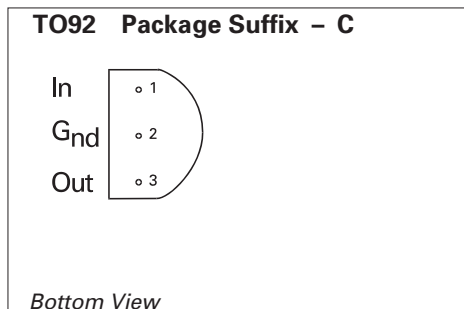 TO92 Package Suffix – C
In 1
Gnd 2
Out 3
Bottom View